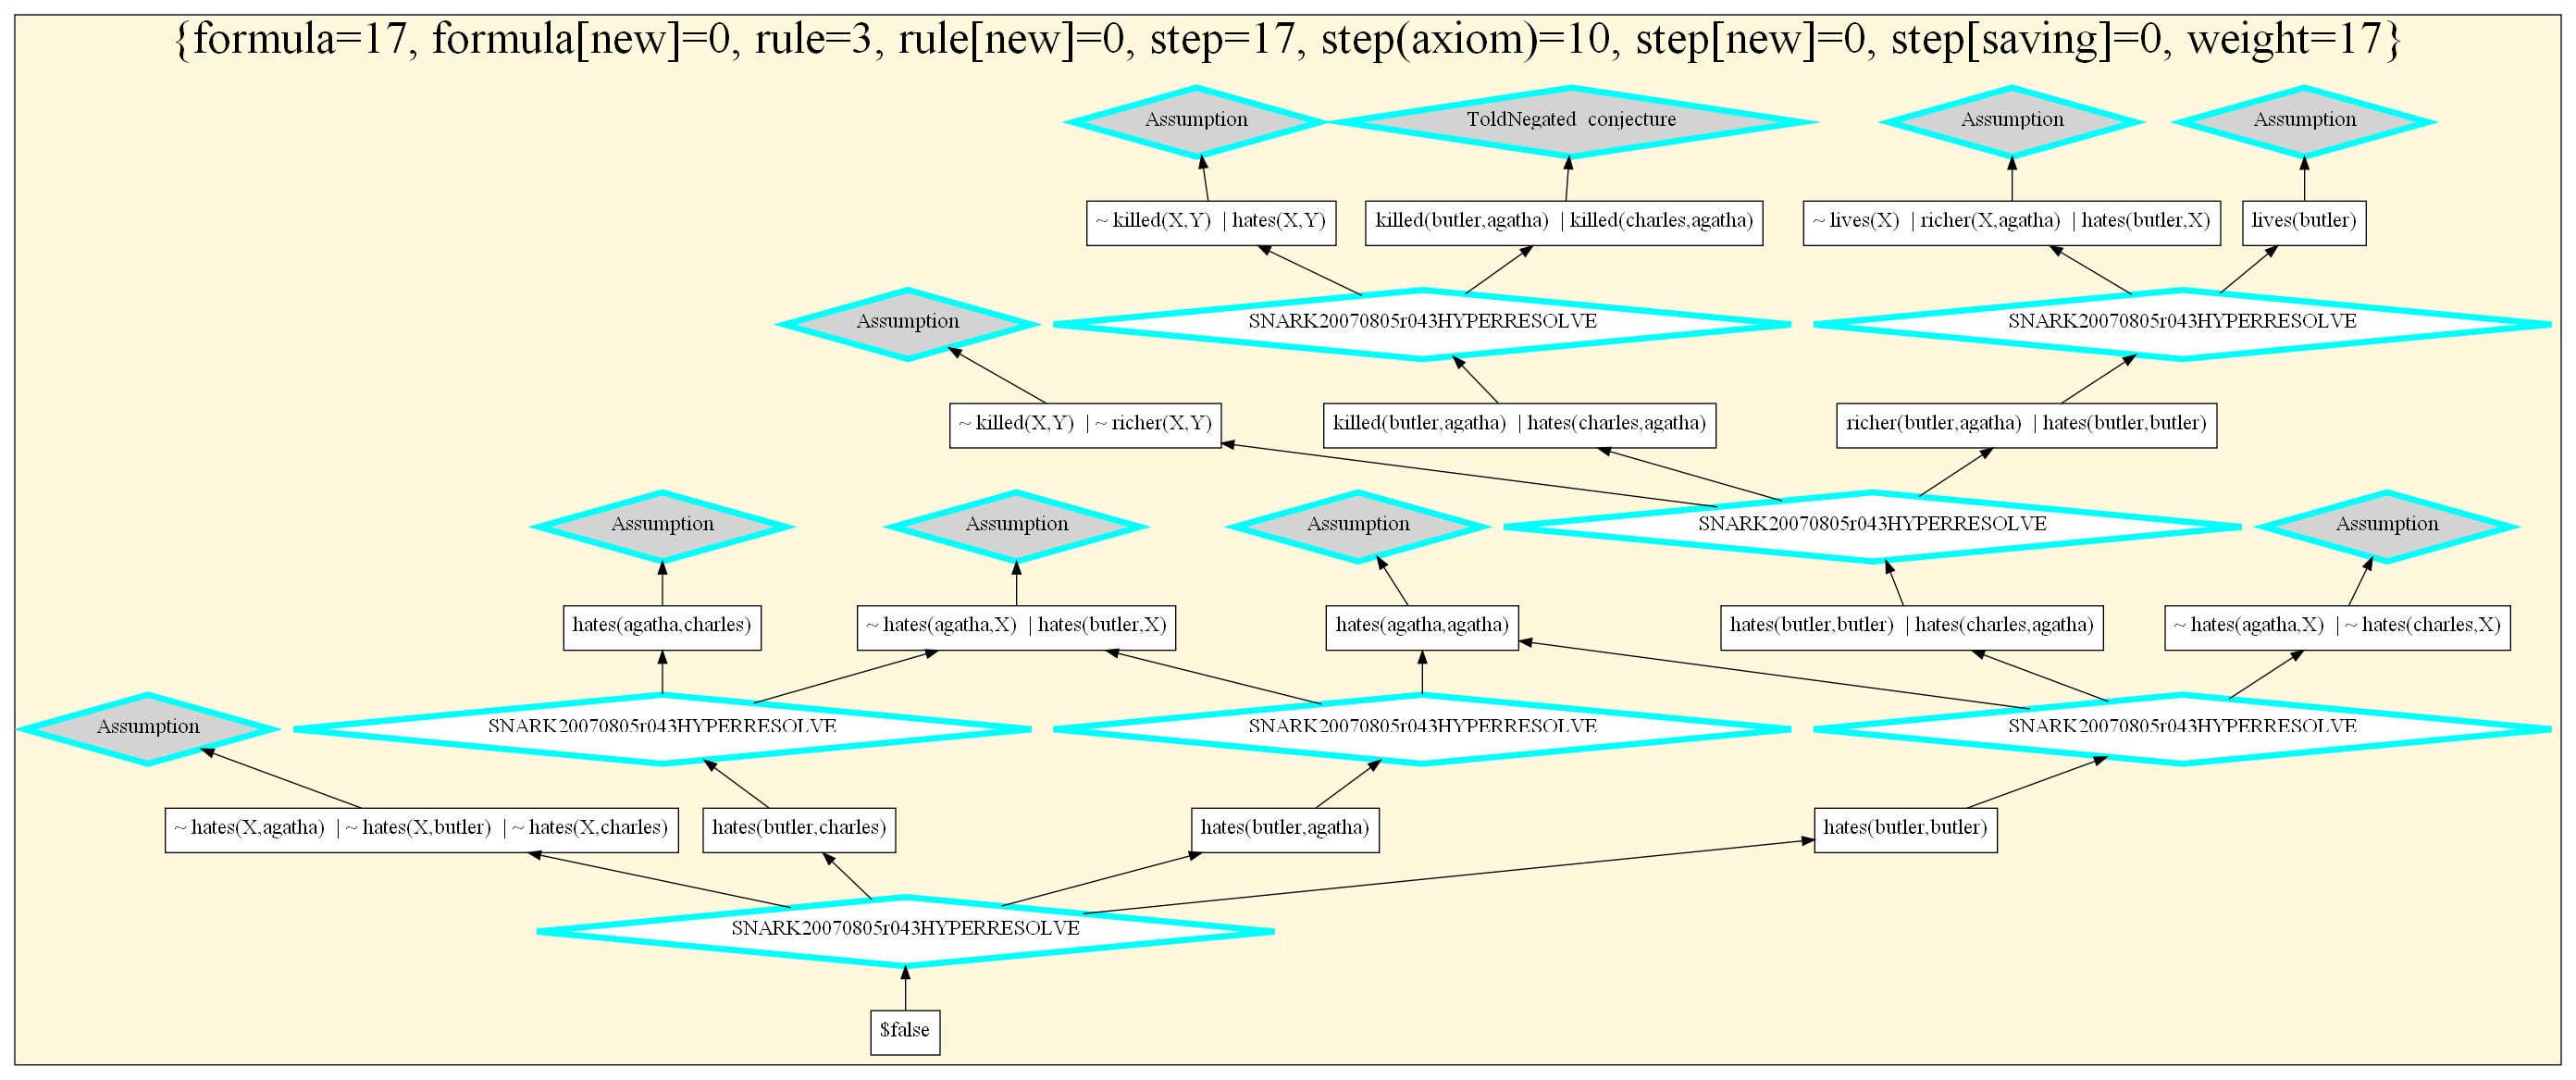 {formula=17, formula[new]=0, rule=3, rule[new]=0, step=17, step(axiom)=10, step[new]=0, step[saving]=0, weight=17}
Assumption
ToldNegated conjecture
Assumption
Assumption
~ killed(X,Y) | hates(X,Y)
killed(butler,agatha) | killed(charles,agatha)
~ lives(X) | richer(X,agatha) | hates(butler,X)
lives(butler)
Assumption
SNARK20070805r043HYPERRESOLVE
SNARK20070805r043HYPERRESOLVE
~ killed(X,Y) | ~ richer(X,Y)
killed(butler,agatha) | hates(charles,agatha)
richer(butler,agatha) | hates(butler,butler)
Assumption
Assumption
Assumption
SNARK20070805r043HYPERRESOLVE
Assumption
hates(agatha,charles)
~ hates(agatha,X) | hates(butler,X)
hates(agatha,agatha)
hates(butler,butler) | hates(charles,agatha)
~ hates(agatha,X) | ~ hates(charles,X)
Assumption
SNARK20070805r043HYPERRESOLVE
SNARK20070805r043HYPERRESOLVE
SNARK20070805r043HYPERRESOLVE
~ hates(X,agatha) | ~ hates(X,butler) | ~ hates(X,charles)
hates(butler,charles)
hates(butler,agatha)
hates(butler,butler)
SNARK20070805r043HYPERRESOLVE
$false